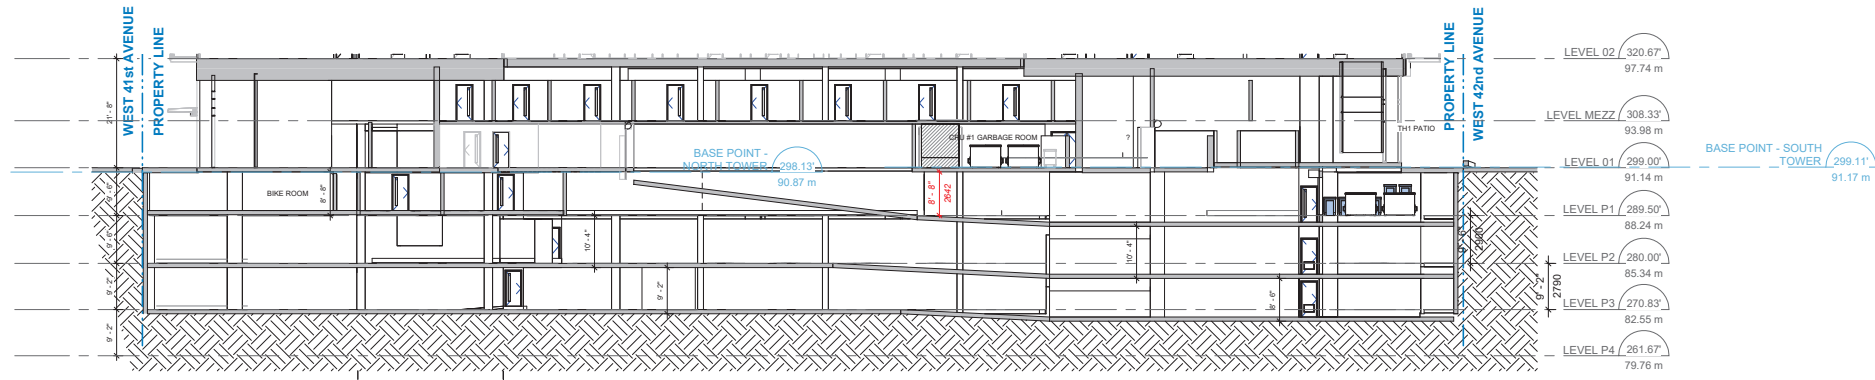 WEST 41st AVENUE
PROPERTY LINE
PROPERTY LINE
WEST 42nd AVENUE
LEVEL 02 320.67'
97.74 m
LEVEL MEZZ 308.33'
93.98 m
LEVEL 01 299.00'
91.14 m
BASE POINT - SOUTH
TOWER 299.11'
91.17 m
LEVEL P1 289.50'
88.24 m
LEVEL P2 280.00'
85.34 m
LEVEL P3 270.83'
82.55 m
LEVEL P4 261.67'
79.76 m
21' - 8"
9' - 6"
9' - 6"
9' - 2"
9' - 2"
BASE POINT -
NORTH TOWER 298.13'
90.87 m
CRU #1 GARBAGE ROOM
?
TH1 PATIO
BIKE ROOM
8' - 8"
8' - 8"
2642
10' - 4"
10' - 4"
9' - 2"
8' - 6"
9' - 6"
2900
9' - 2"
2790